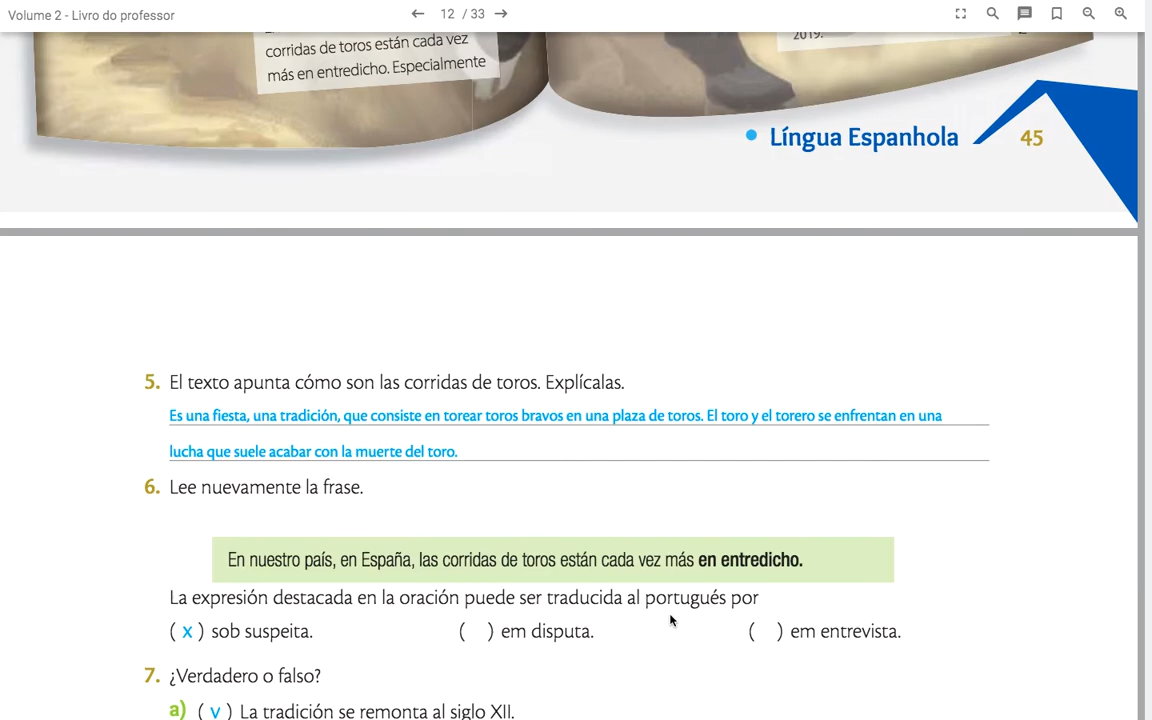 Volume 2 - Livro do professor
12 / 33
corridas de toros están cada vez
más en entredicho. Especialmente
2019.
Língua Espanhola 45
5. El texto apunta cómo son las corridas de toros. Explícalas.
Es una fiesta, una tradición, que consiste en torear toros bravos en una plaza de toros. El toro y el torero se enfrentan en una
lucha que suele acabar con la muerte del toro.
6. Lee nuevamente la frase.
En nuestro país, en España, las corridas de toros están cada vez más en entredicho.
La expresión destacada en la oración puede ser traducida al portugués por
( x ) sob suspeita. ( ) em disputa. ( ) em entrevista.
7. ¿Verdadero o falso?
a) ( v ) La tradición se remonta al siglo XII.